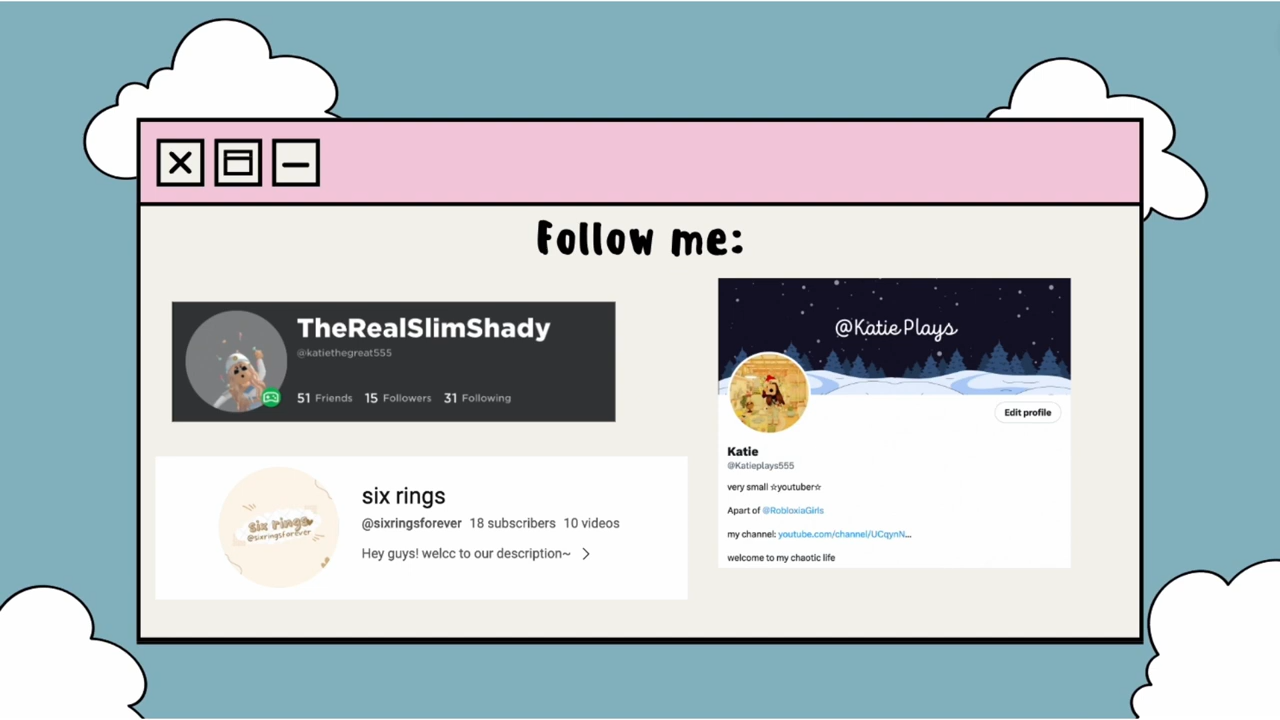 Follow me:
TheRealSlimShady
@katiethegreat555
51 Friends 15 Followers 31 Following
six rings
@sixringsforever
six rings
@sixringsforever 18 subscribers 10 videos
Hey guys! welcc to our description~ >
@Katie Plays
Edit profile
Katie
@Katieplays555
very small ☆youtuber☆
Apart of @RobloxiaGirls
my channel: youtube.com/channel/UCqynN...
welcome to my chaotic life